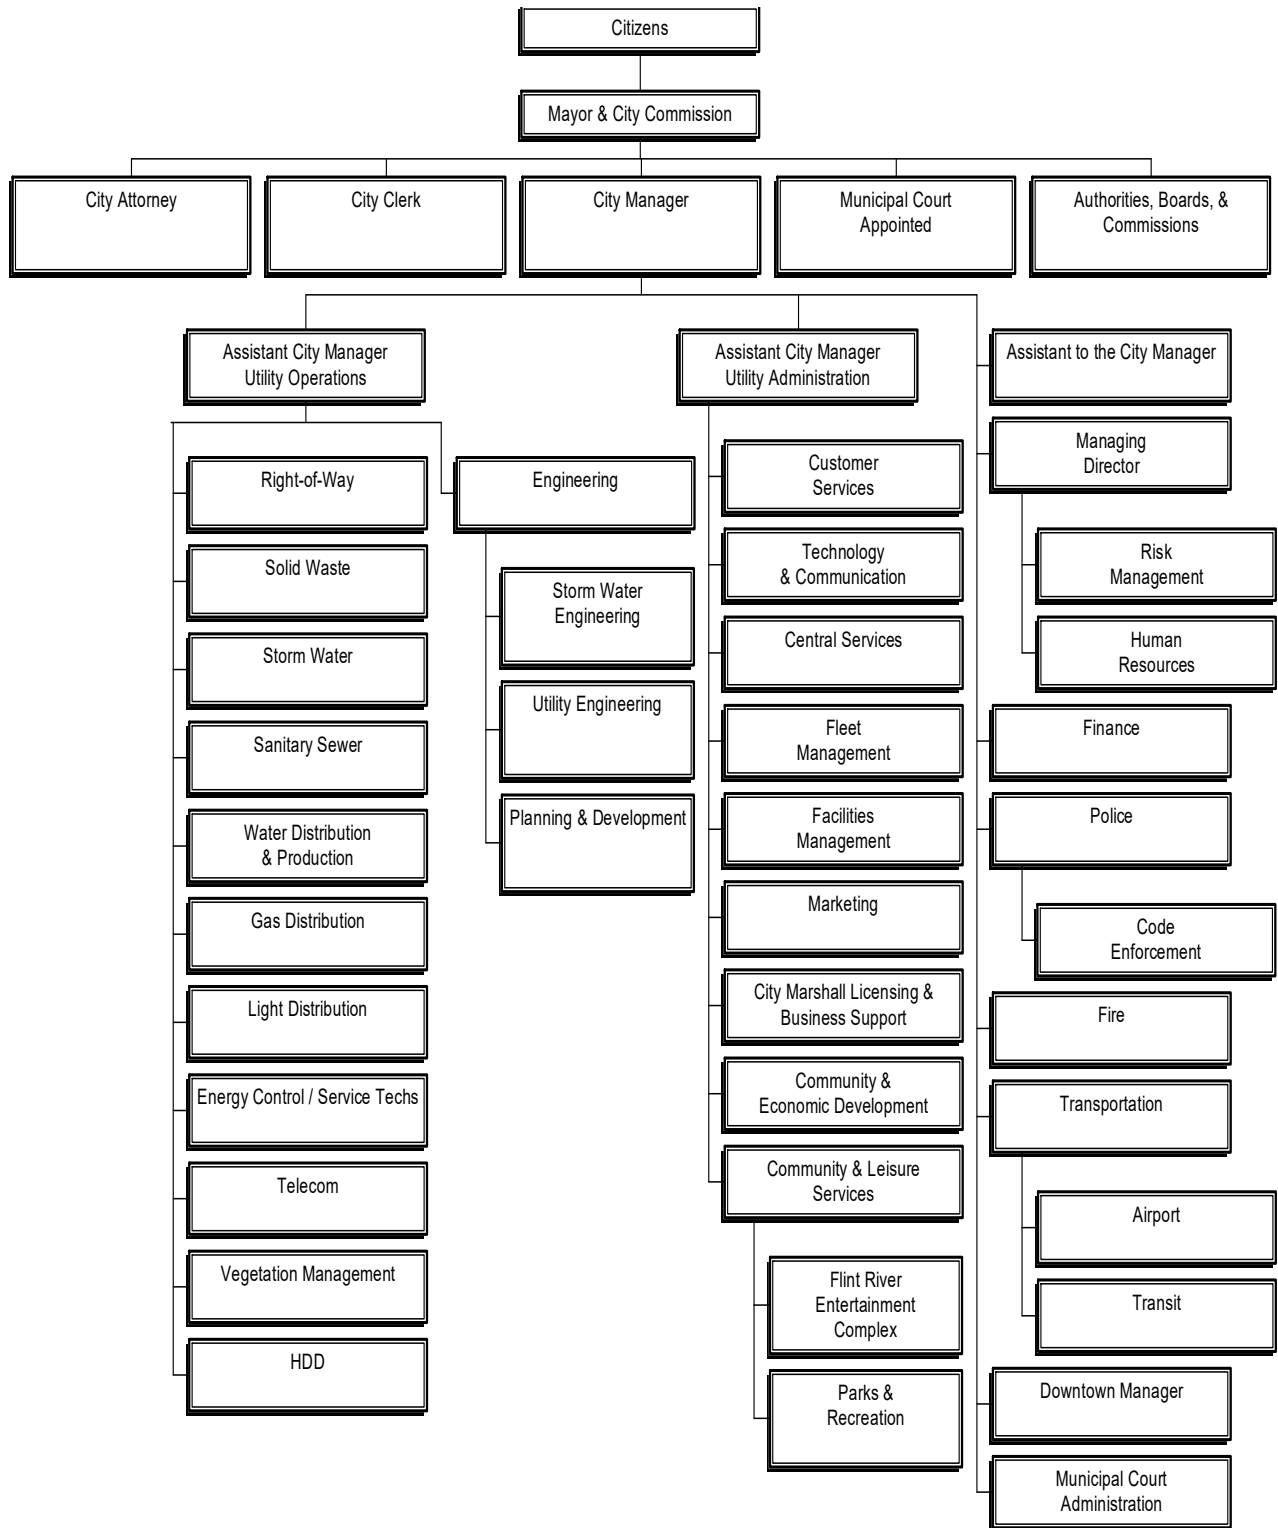 Citizens
Mayor & City Commission
City Attorney
City Clerk
City Manager
Municipal Court
Appointed
Authorities, Boards, &
Commissions
Assistant City Manager
Utility Operations
Right-of-Way
Solid Waste
Storm Water
Sanitary Sewer
Water Distribution
& Production
Gas Distribution
Light Distribution
Energy Control / Service Techs
Telecom
Vegetation Management
HDD
Engineering
Storm Water
Engineering
Utility Engineering
Planning & Development
Assistant City Manager
Utility Administration
Customer
Services
Technology
& Communication
Central Services
Fleet
Management
Facilities
Management
Marketing
City Marshall Licensing &
Business Support
Community &
Economic Development
Community & Leisure
Services
Flint River
Entertainment
Complex
Parks &
Recreation
Assistant to the City Manager
Managing
Director
Risk
Management
Human
Resources
Finance
Police
Code
Enforcement
Fire
Transportation
Airport
Transit
Downtown Manager
Municipal Court
Administration